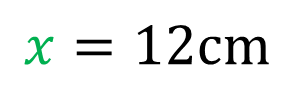 x = 12cm